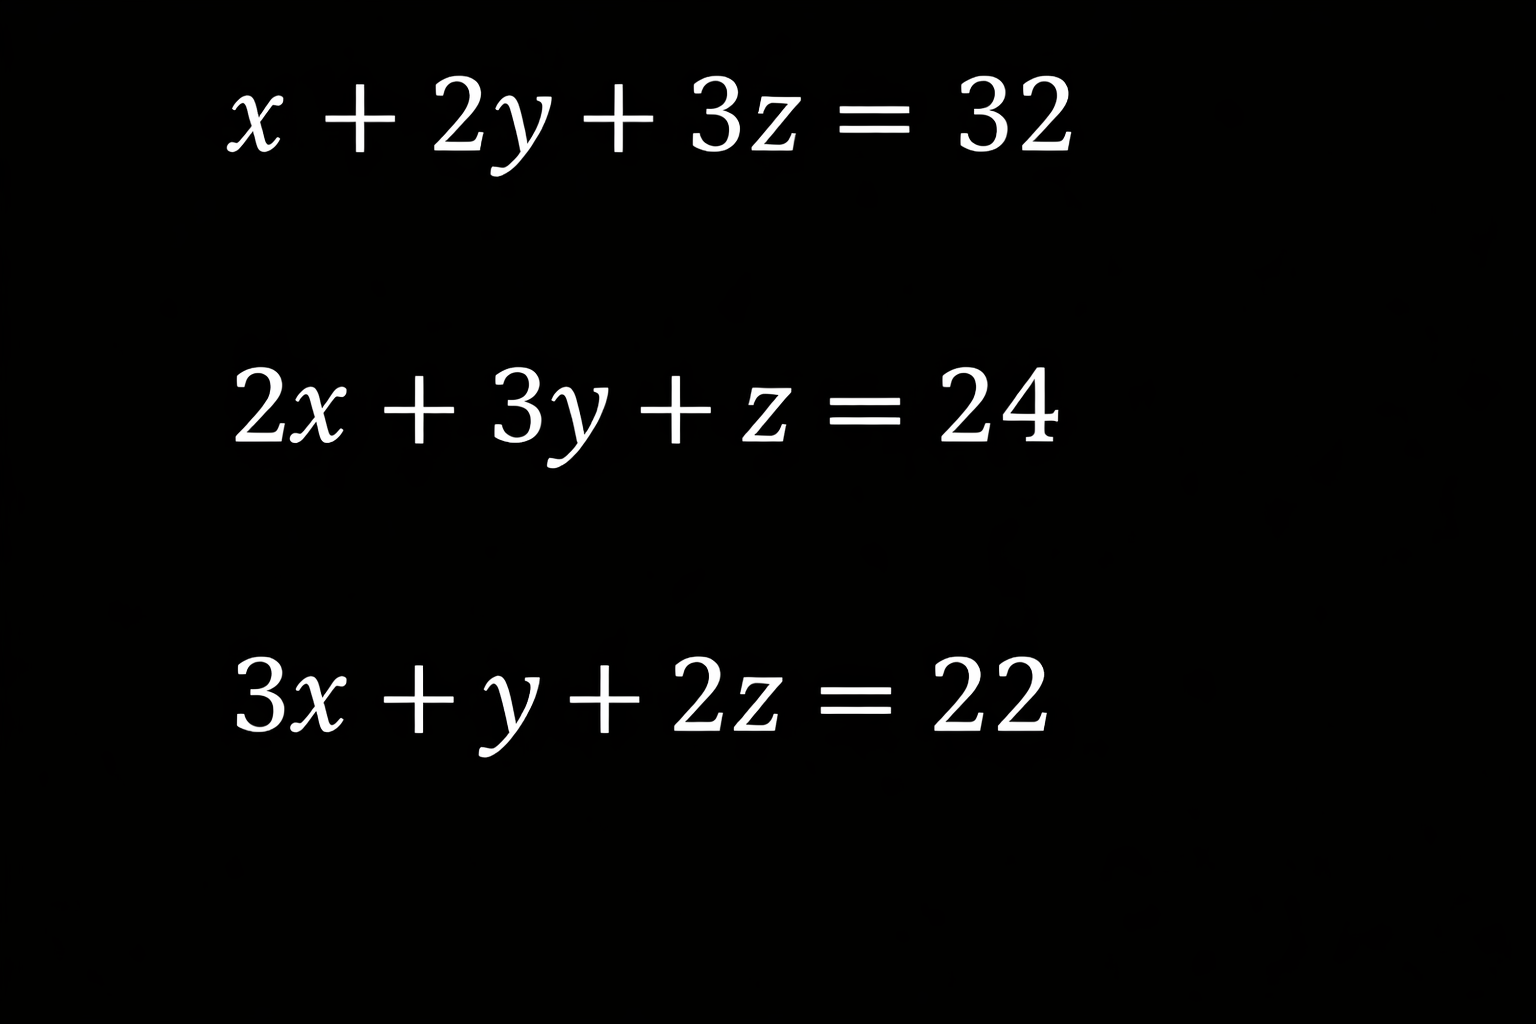 x + 2y + 3z = 32
2x + 3y + z = 24
3x + y + 2z = 22